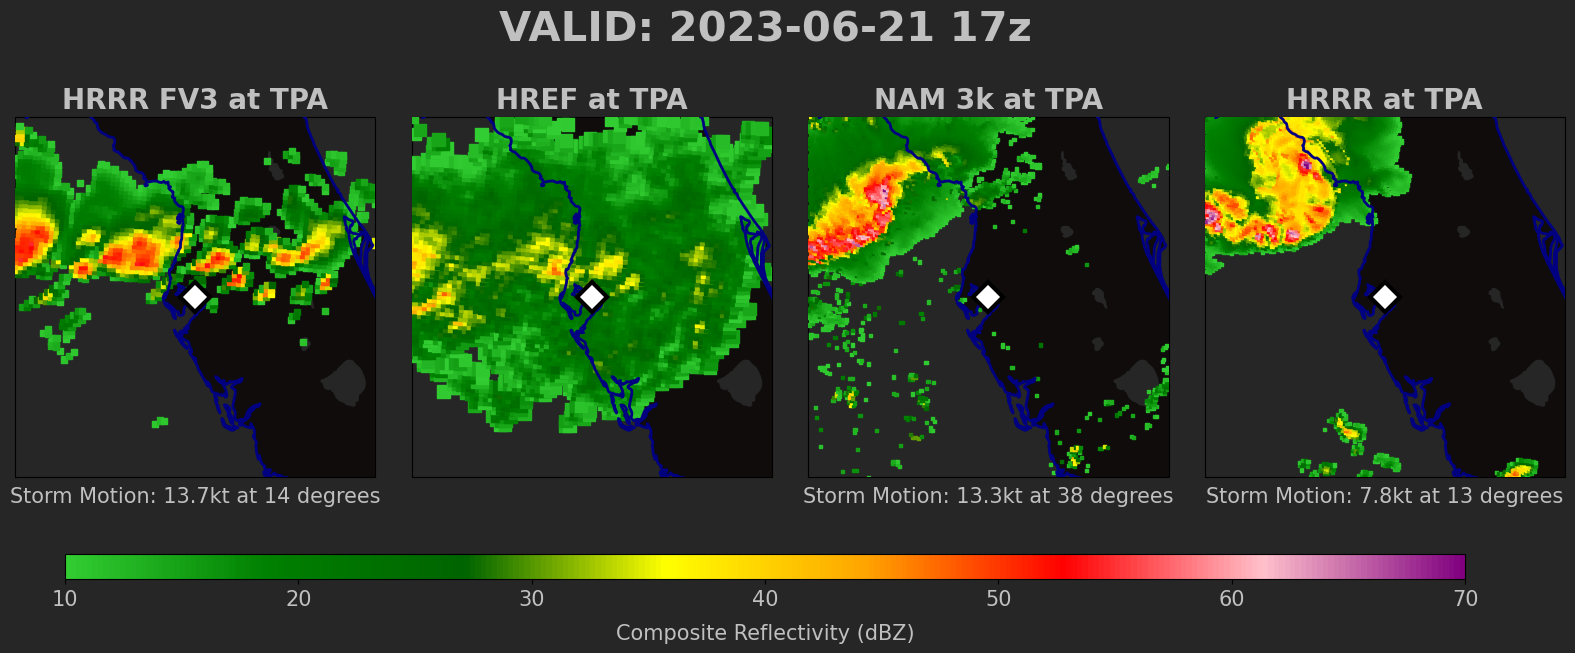 VALID: 2023-06-21 17z
HRRR FV3 at TPA
HREF at TPA
NAM 3k at TPA
HRRR at TPA
Storm Motion: 13.7kt at 14 degrees
Storm Motion: 13.3kt at 38 degrees
Storm Motion: 7.8kt at 13 degrees
10 20 30 40 50 60 70
Composite Reflectivity (dBZ)